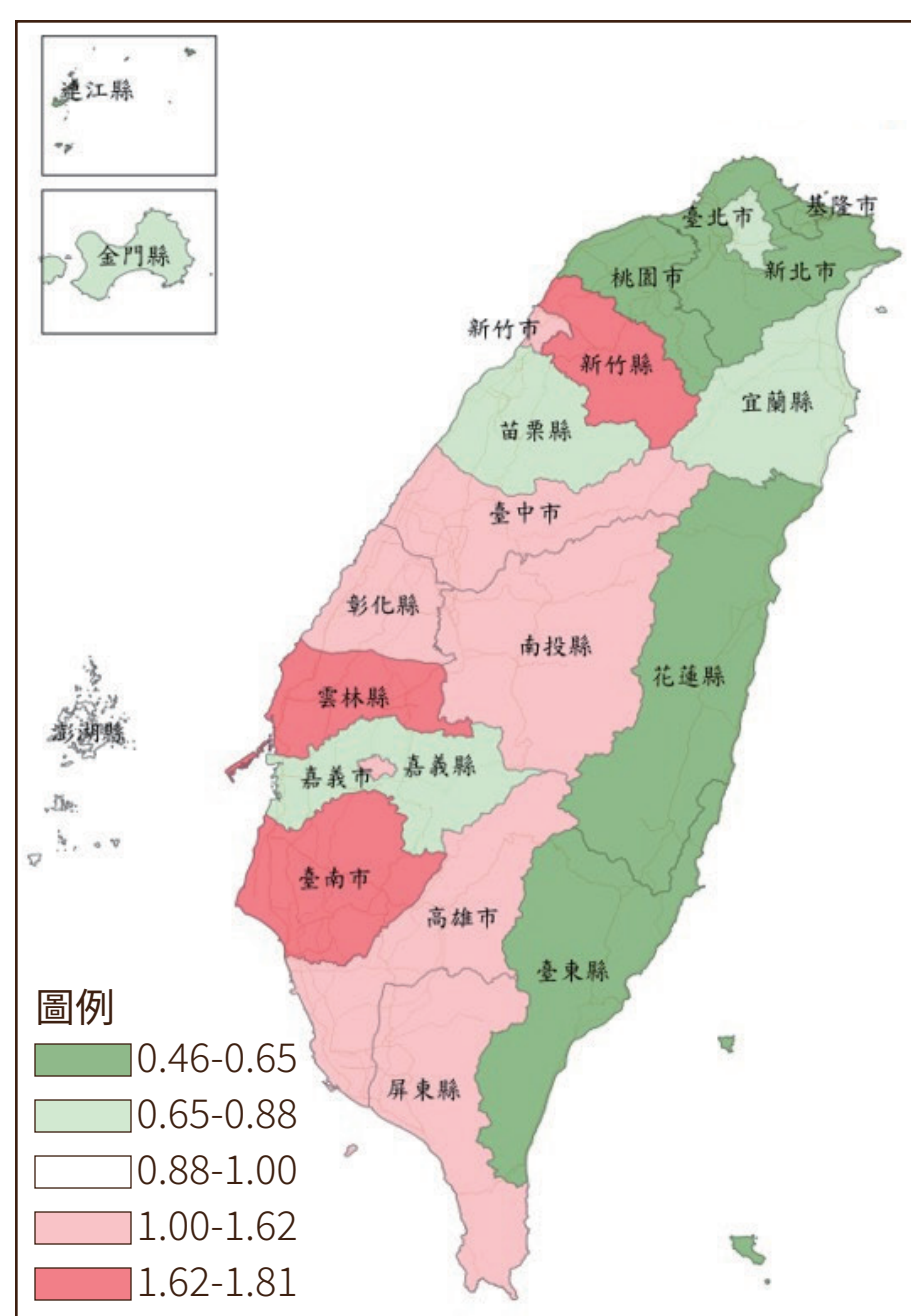 連江縣
金門縣
基隆市
臺北市
新北市
桃園市
新竹市
新竹縣
宜蘭縣
苗栗縣
臺中市
彰化縣
南投縣
花蓮縣
雲林縣
澎湖縣
嘉義市
嘉義縣
臺南市
高雄市
臺東縣
屏東縣
圖例
0.46-0.65
0.65-0.88
0.88-1.00
1.00-1.62
1.62-1.81